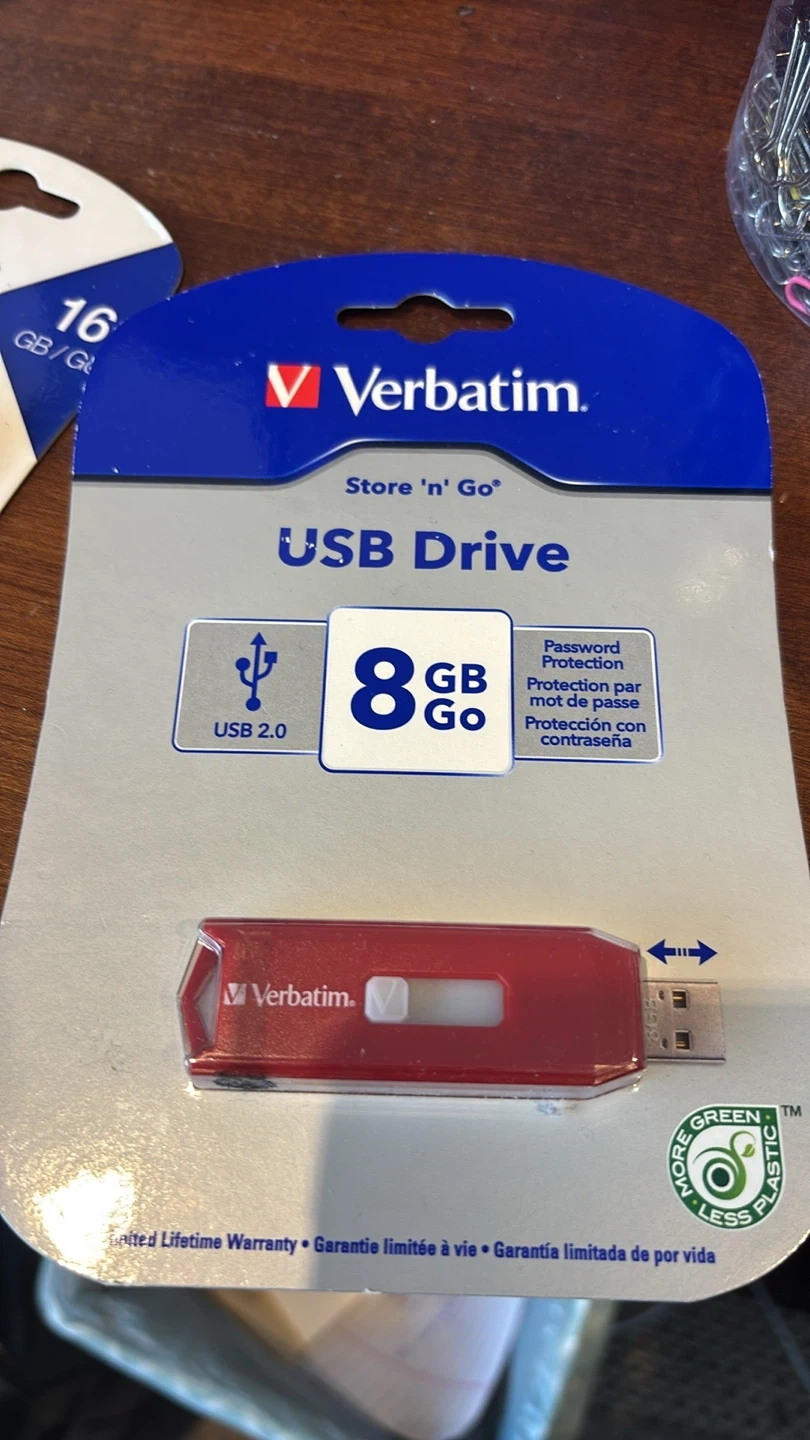 16
GB/G
Verbatim.
Store 'n' Go®
USB Drive
USB 2.0
8 GB
Go
Password
Protection
Protection par
mot de passe
Protección con
contraseña
Verbatim.
8GB
MORE GREEN
LESS PLASTIC
TM
Lifetime Warranty • Garantie limitée à vie • Garantía limitada de por vida